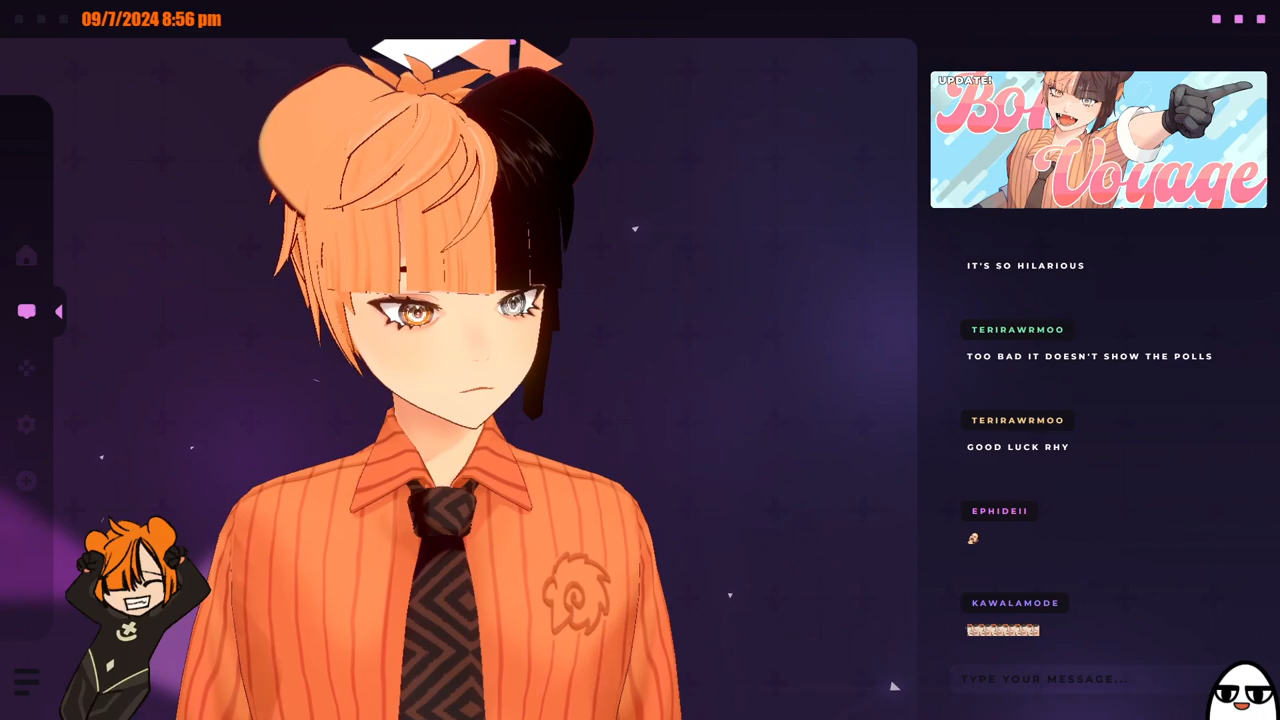 09/7/2024 8:56 pm
UPDATE!
Bon
Voyage
IT'S SO HILARIOUS
TERIRAWRMOO
TOO BAD IT DOESN'T SHOW THE POLLS
TERIRAWRMOO
GOOD LUCK RHY
EPHIDEII
KAWALAMODE
TYPE YOUR MESSAGE...